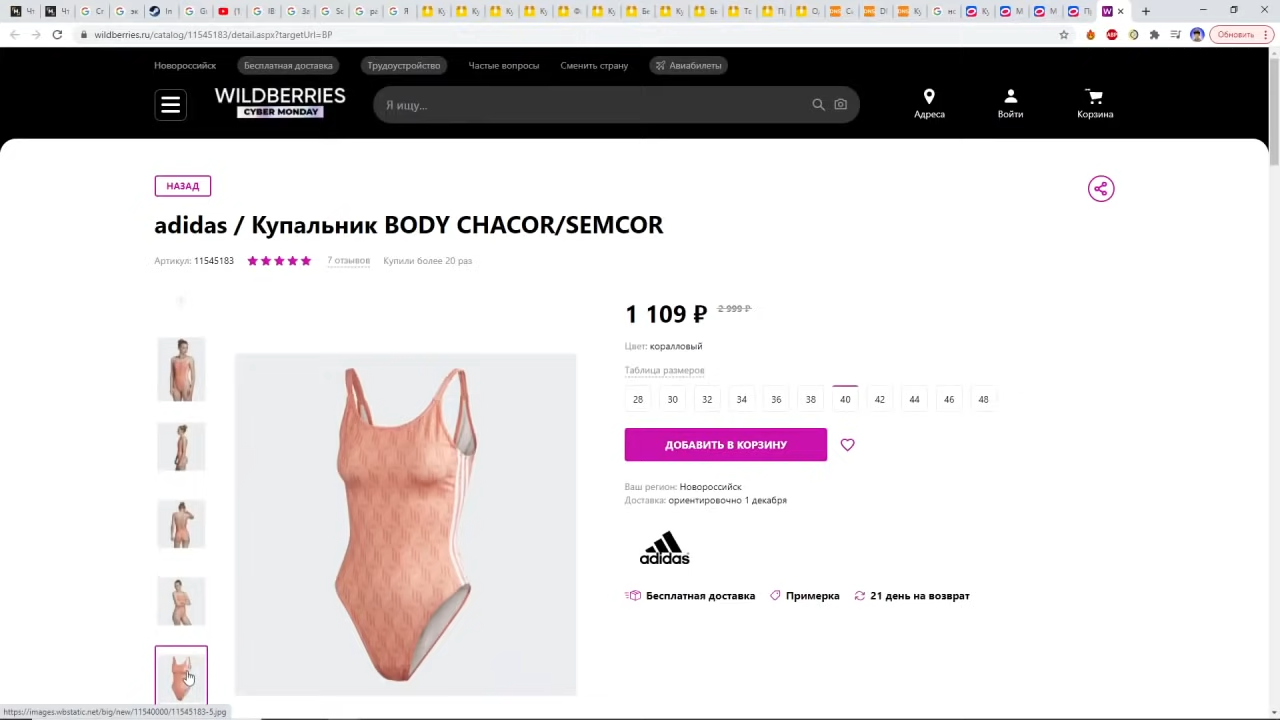 wildberries.ru/catalog/11545183/detail.aspx?targetUrl=BP
Обновить
Новороссийск
Бесплатная доставка
Трудоустройство
Частые вопросы
Сменить страну
Авиабилеты
WILDBERRIES
CYBER MONDAY
Я ищу...
Адреса
Войти
Корзина
НАЗАД
adidas / Купальник BODY CHACOR/SEMCOR
Артикул: 11545183
7 отзывов
Купили более 20 раз
1 109 ₽ 2 999 ₽
Цвет: коралловый
Таблица размеров
28 30 32 34 36 38 40 42 44 46 48
ДОБАВИТЬ В КОРЗИНУ
Ваш регион: Новороссийск
Доставка: ориентировочно 1 декабря
adidas
Бесплатная доставка
Примерка
21 день на возврат
https://images.wbstatic.net/big/new/11540000/11545183-5.jpg